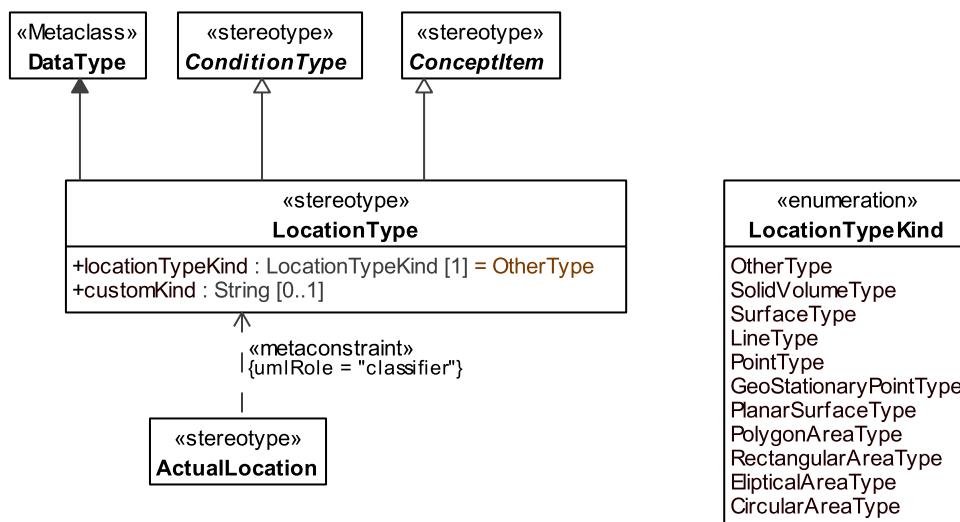 «Metaclass»
DataType
«stereotype»
ConditionType
«stereotype»
ConceptItem
«stereotype»
LocationType
+locationTypeKind : LocationTypeKind [1] = OtherType
+customKind : String [0..1]
«metaconstraint»
{umlRole = "classifier"}
«stereotype»
ActualLocation
«enumeration»
LocationTypeKind
OtherType
SolidVolumeType
SurfaceType
LineType
PointType
GeoStationaryPointType
PlanarSurfaceType
PolygonAreaType
RectangularAreaType
ElipticalAreaType
CircularAreaType